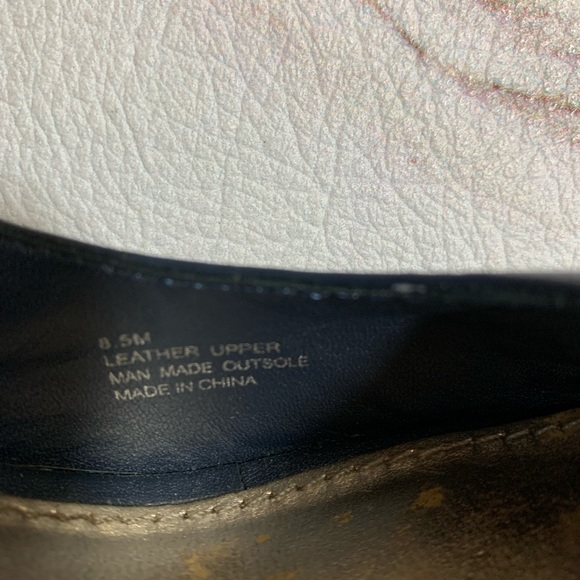 8.5M
LEATHER UPPER
MAN MADE OUTSOLE
MADE IN CHINA